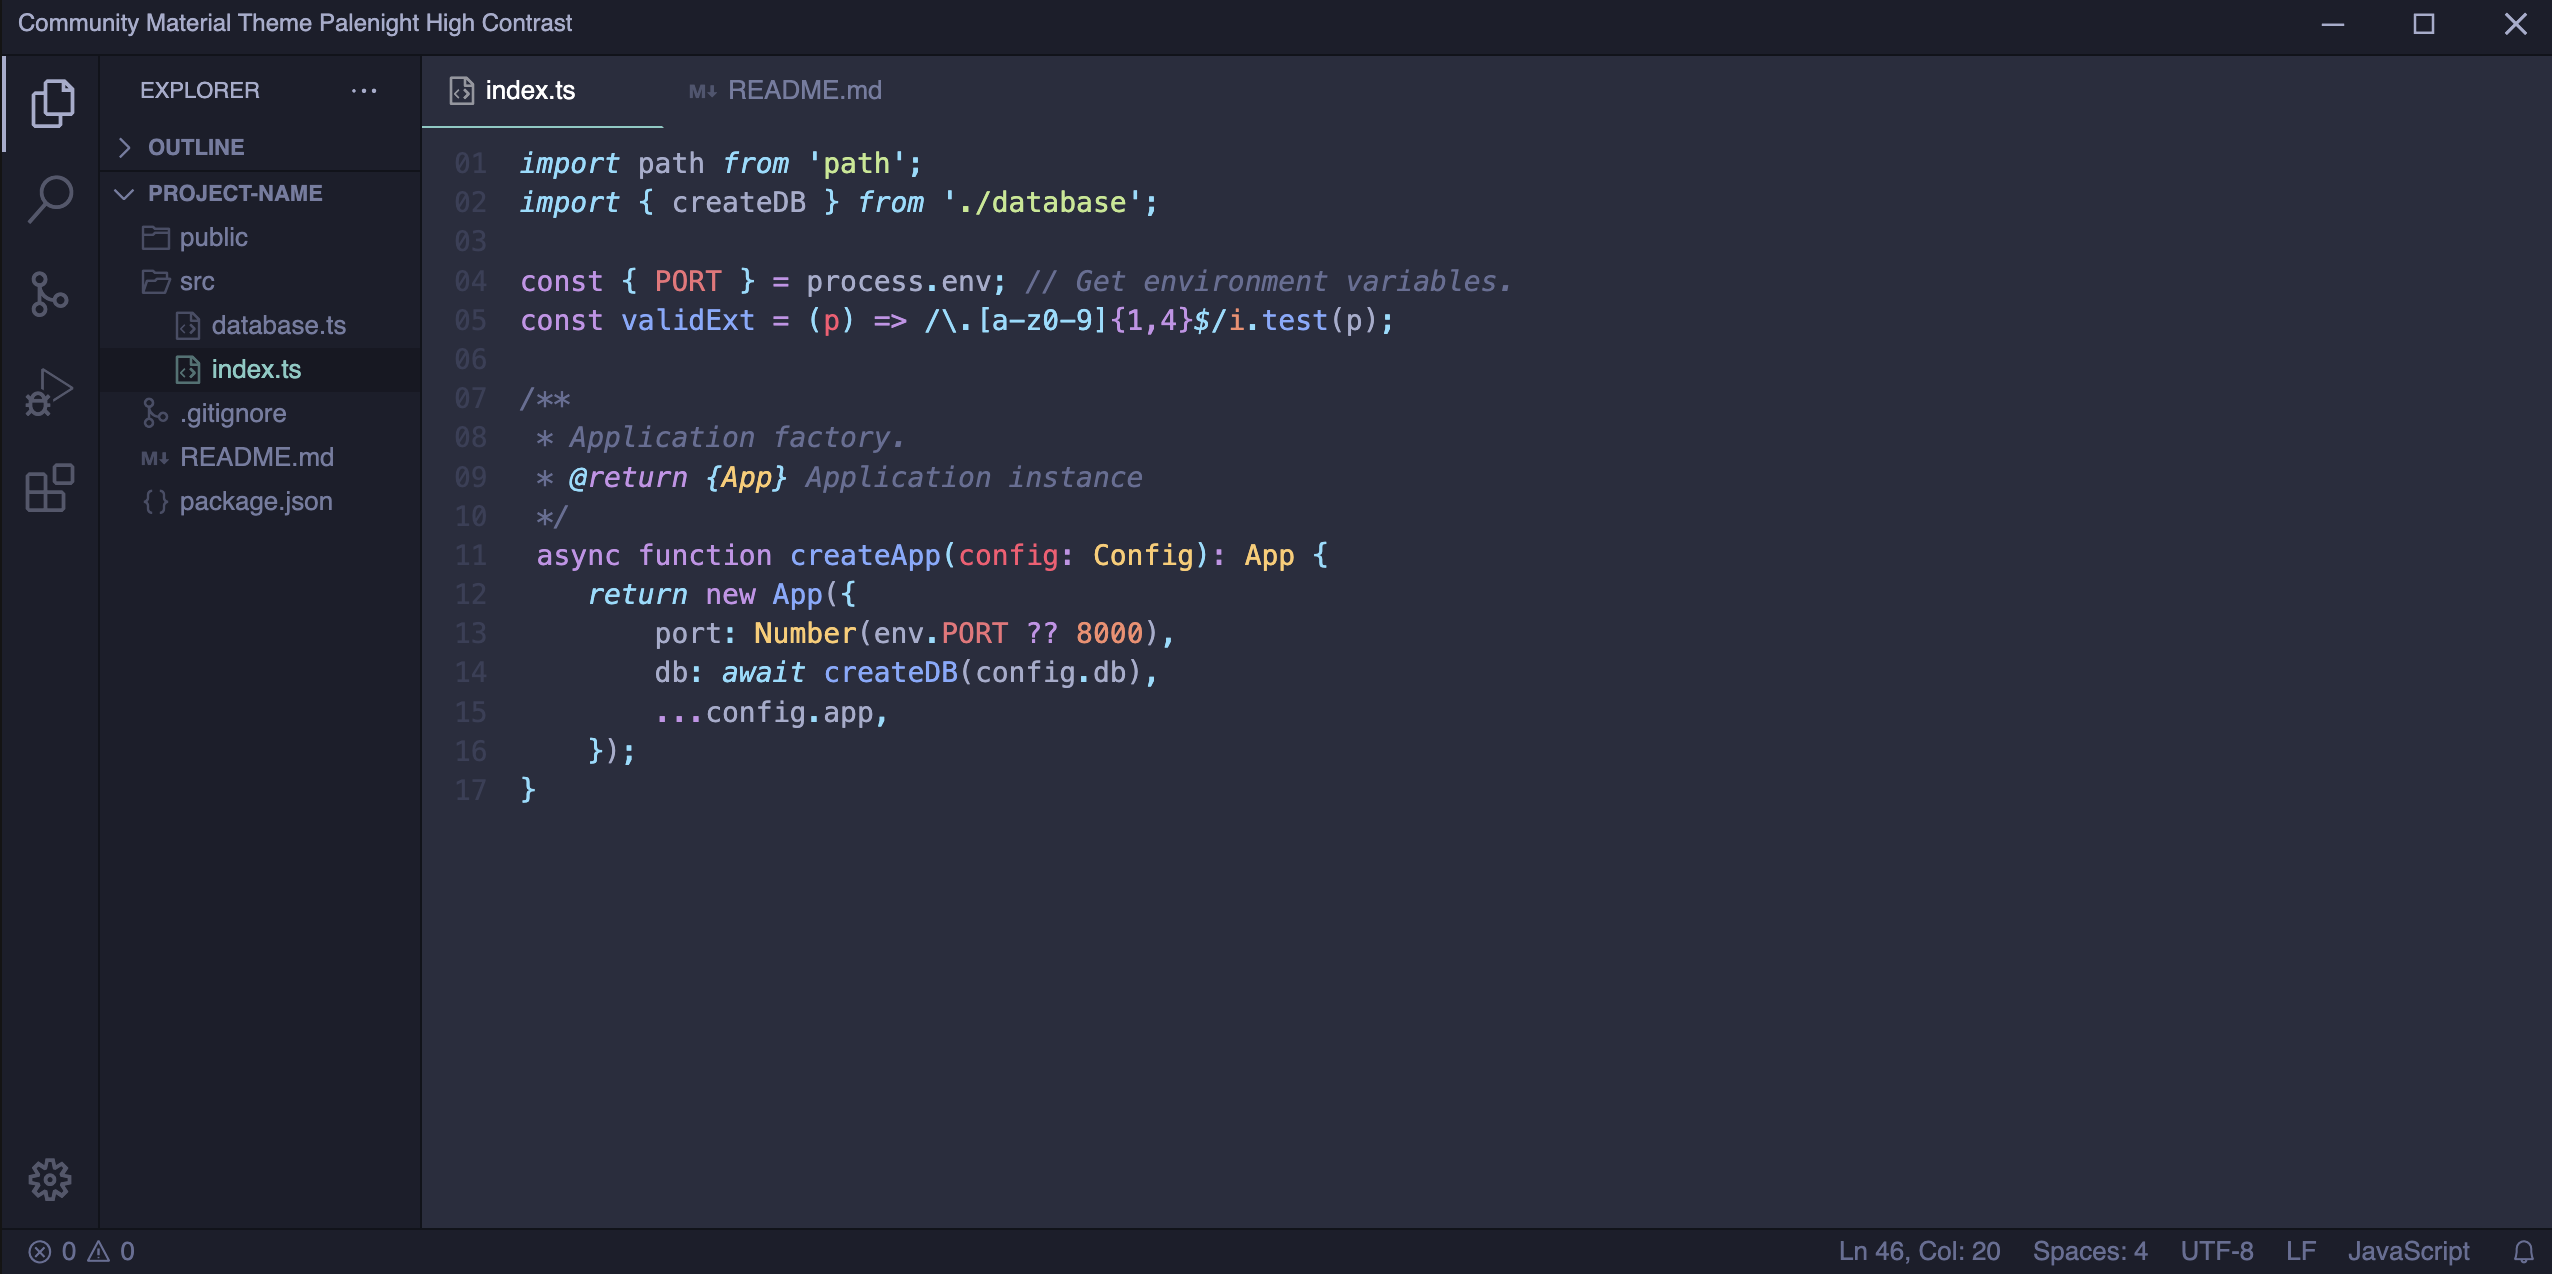 Community Material Theme Palenight High Contrast
EXPLORER ···
OUTLINE
PROJECT-NAME
public
src
database.ts
index.ts
.gitignore
M↓ README.md
{} package.json
index.ts
M↓ README.md
01 import path from 'path';
02 import { createDB } from './database';
03
04 const { PORT } = process.env; // Get environment variables.
05 const validExt = (p) => /\.[a-z0-9]{1,4}$/i.test(p);
06
07 /**
08  * Application factory.
09  * @return {App} Application instance
10  */
11  async function createApp(config: Config): App {
12     return new App({
13         port: Number(env.PORT ?? 8000),
14         db: await createDB(config.db),
15         ...config.app,
16     });
17 }
0 0
Ln 46, Col: 20 Spaces: 4 UTF-8 LF JavaScript